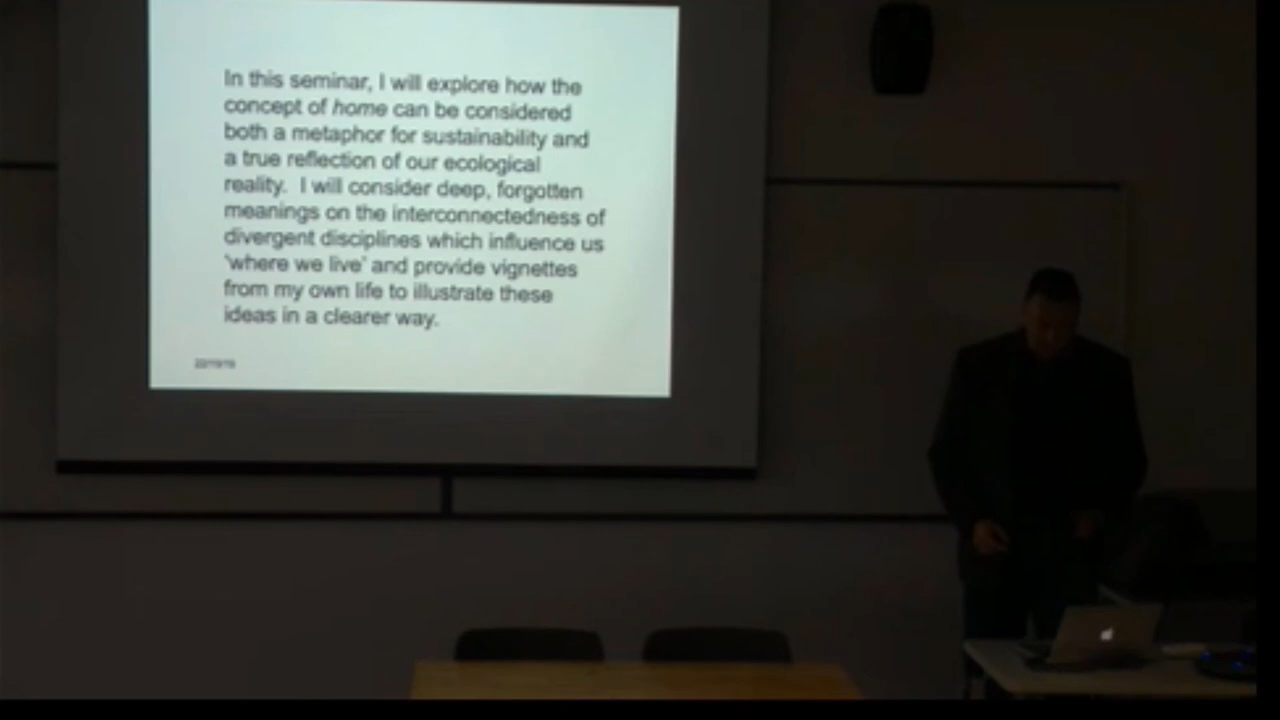 In this seminar, I will explore how the
concept of home can be considered
both a metaphor for sustainability and
a true reflection of our ecological
reality.  I will consider deep, forgotten
meanings on the interconnectedness of
divergent disciplines which influence us
‘where we live’ and provide vignettes
from my own life to illustrate these
ideas in a clearer way.